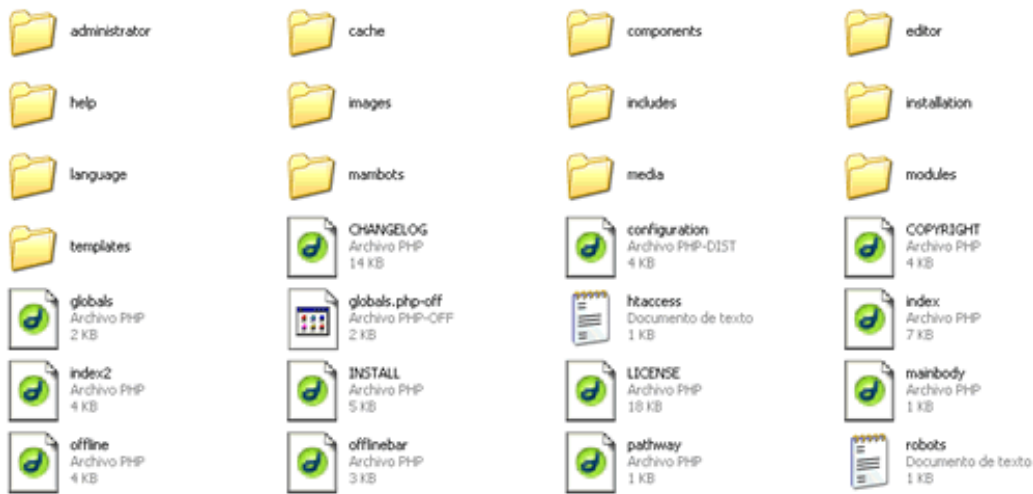 administrator
cache
components
editor
help
images
includes
installation
language
mambots
media
modules
templates
CHANGELOG
Archivo PHP
14 KB
configuration
Archivo PHP-DIST
4 KB
COPYRIGHT
Archivo PHP
4 KB
globals
Archivo PHP
2 KB
globals.php-off
Archivo PHP-OFF
2 KB
htaccess
Documento de texto
1 KB
index
Archivo PHP
7 KB
index2
Archivo PHP
4 KB
INSTALL
Archivo PHP
5 KB
LICENSE
Archivo PHP
18 KB
mainbody
Archivo PHP
1 KB
offline
Archivo PHP
4 KB
offlinebar
Archivo PHP
3 KB
pathway
Archivo PHP
1 KB
robots
Documento de texto
1 KB